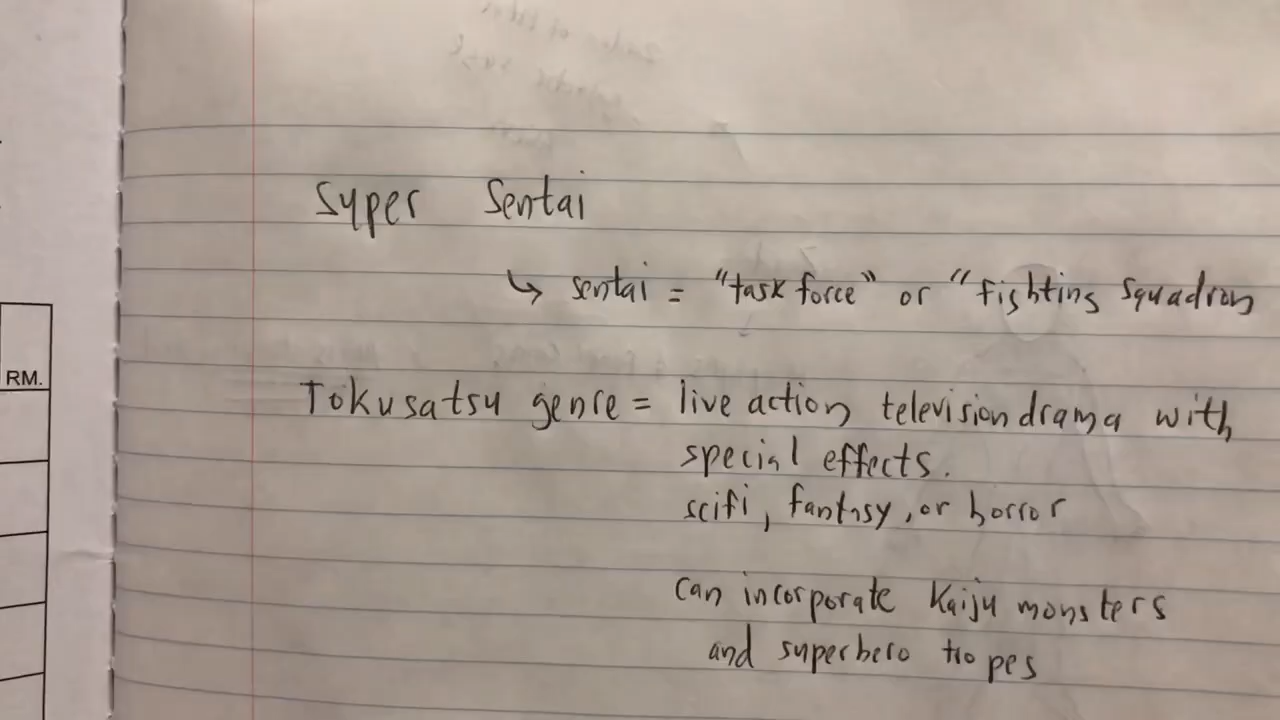 Super Sentai
↳ sentai = "task force" or "fighting squadron
Tokusatsu genre = live action television drama with
special effects.
scifi, fantasy, or horror
can incorporate Kaiju monsters
and superhero tropes
RM.